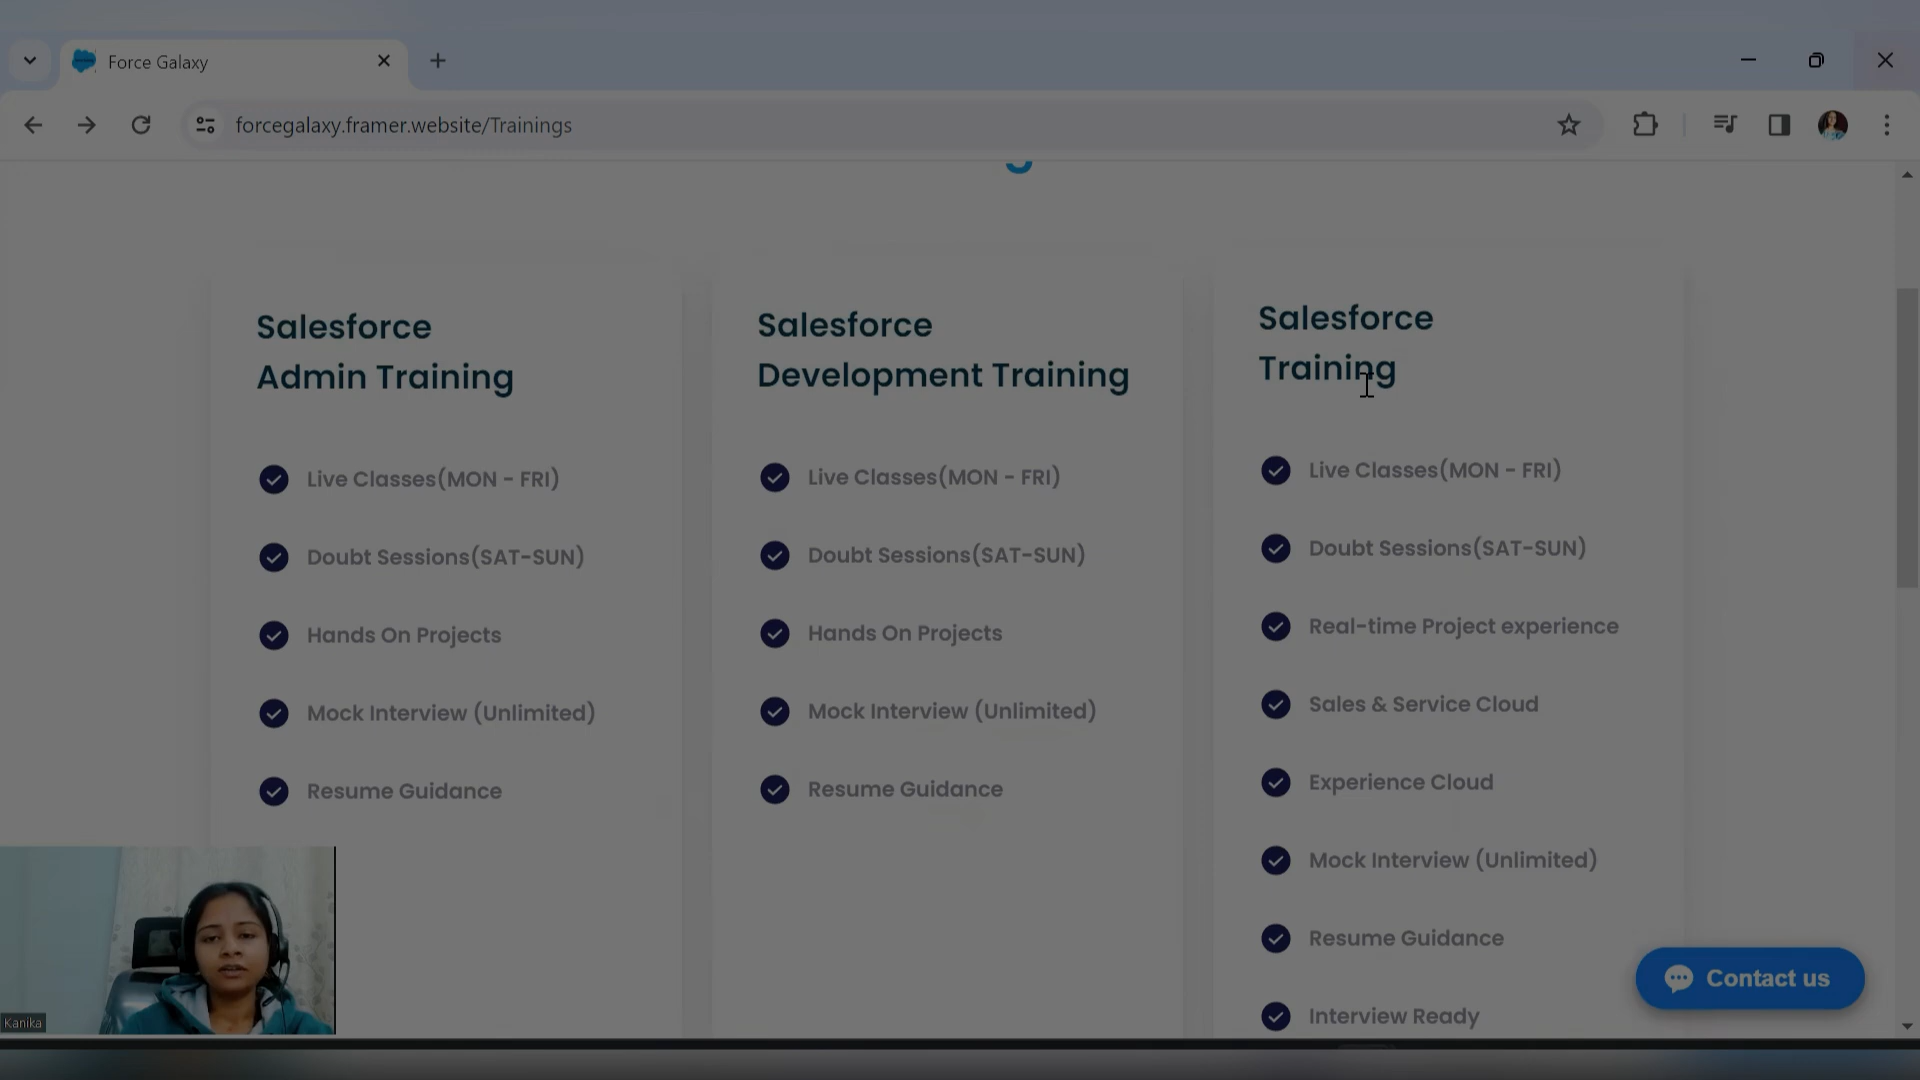 Force Galaxy
forcegalaxy.framer.website/Trainings
Salesforce
Admin Training
Live Classes(MON - FRI)
Doubt Sessions(SAT-SUN)
Hands On Projects
Mock Interview (Unlimited)
Resume Guidance
Salesforce
Development Training
Live Classes(MON - FRI)
Doubt Sessions(SAT-SUN)
Hands On Projects
Mock Interview (Unlimited)
Resume Guidance
Salesforce
Training
Live Classes(MON - FRI)
Doubt Sessions(SAT-SUN)
Real-time Project experience
Sales & Service Cloud
Experience Cloud
Mock Interview (Unlimited)
Resume Guidance
Interview Ready
Contact us
Kanika